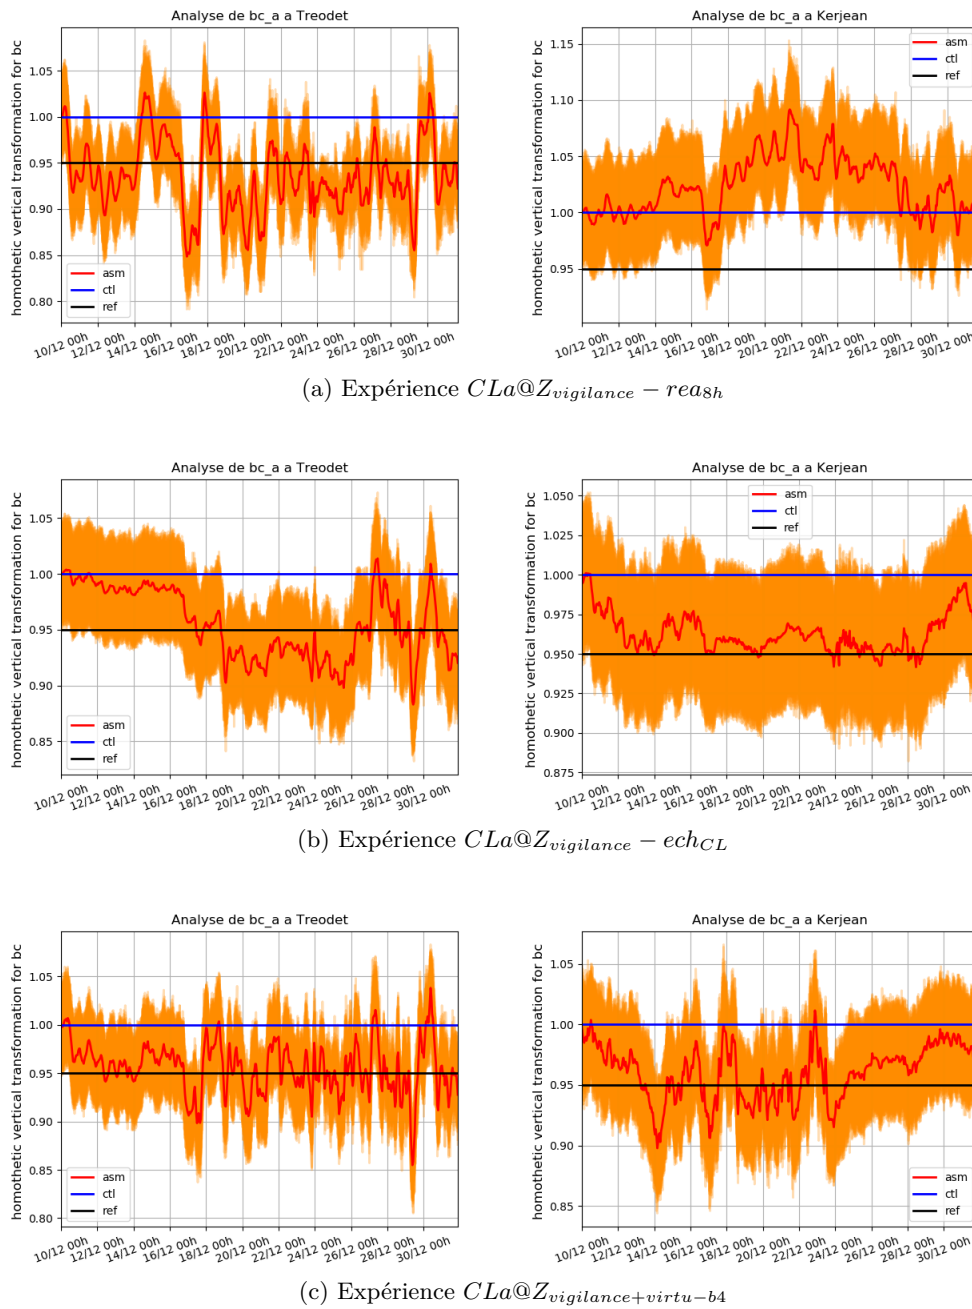 Analyse de bc_a a Treodet
homothetic vertical transformation for bc
1.05
1.00
0.95
0.90
0.85
0.80
asm
ctl
ref
10/12 00h 12/12 00h 14/12 00h 16/12 00h 18/12 00h 20/12 00h 22/12 00h 24/12 00h 26/12 00h 28/12 00h 30/12 00h
Analyse de bc_a a Kerjean
homothetic vertical transformation for bc
1.15
1.10
1.05
1.00
0.95
asm
ctl
ref
10/12 00h 12/12 00h 14/12 00h 16/12 00h 18/12 00h 20/12 00h 22/12 00h 24/12 00h 26/12 00h 28/12 00h 30/12 00h
(a) Expérience CLa@Z_vigilance − rea_8h
Analyse de bc_a a Treodet
homothetic vertical transformation for bc
1.05
1.00
0.95
0.90
0.85
asm
ctl
ref
10/12 00h 12/12 00h 14/12 00h 16/12 00h 18/12 00h 20/12 00h 22/12 00h 24/12 00h 26/12 00h 28/12 00h 30/12 00h
Analyse de bc_a a Kerjean
homothetic vertical transformation for bc
1.050
1.025
1.000
0.975
0.950
0.925
0.900
0.875
asm
ctl
ref
10/12 00h 12/12 00h 14/12 00h 16/12 00h 18/12 00h 20/12 00h 22/12 00h 24/12 00h 26/12 00h 28/12 00h 30/12 00h
(b) Expérience CLa@Z_vigilance − ech_CL
Analyse de bc_a a Treodet
homothetic vertical transformation for bc
1.05
1.00
0.95
0.90
0.85
0.80
asm
ctl
ref
10/12 00h 12/12 00h 14/12 00h 16/12 00h 18/12 00h 20/12 00h 22/12 00h 24/12 00h 26/12 00h 28/12 00h 30/12 00h
Analyse de bc_a a Kerjean
homothetic vertical transformation for bc
1.05
1.00
0.95
0.90
0.85
asm
ctl
ref
10/12 00h 12/12 00h 14/12 00h 16/12 00h 18/12 00h 20/12 00h 22/12 00h 24/12 00h 26/12 00h 28/12 00h 30/12 00h
(c) Expérience CLa@Z_vigilance+virtu−b4